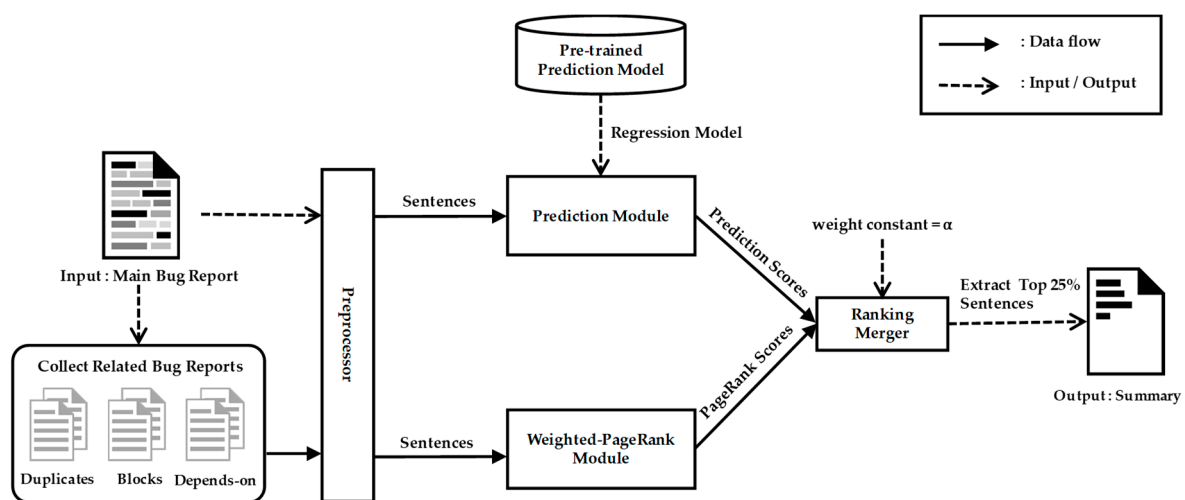 Pre-trained
Prediction Model
: Data flow
: Input / Output
Regression Model
Input : Main Bug Report
Preprocessor
Sentences
Prediction Module
Prediction Scores
weight constant = α
Ranking
Merger
Extract Top 25%
Sentences
Output : Summary
Collect Related Bug Reports
Duplicates
Blocks
Depends-on
Sentences
Weighted-PageRank
Module
PageRank Scores